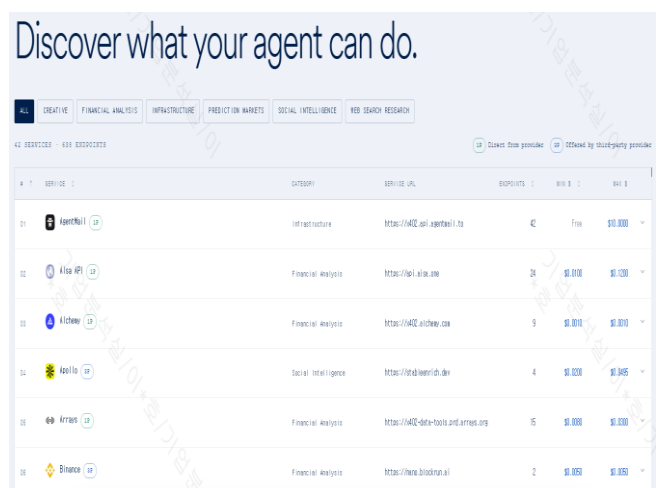 Discover what your agent can do.
ALL CREATIVE FINANCIAL ANALYSIS INFRASTRUCTURE PREDICTION MARKETS SOCIAL INTELLIGENCE WEB SEARCH RESEARCH
1P Direct from provider 3P Offered by third-party provider
# ↑ SERVICE CATEGORY SERVICE URL ENDPOINTS MIN $ MAX $
01 AgentMail 1P Infrastructure https://x402.api.agentmail.to 42 Free $10.0000
02 Aisa API 1P Financial Analysis https://api.aisa.one 24 $0.0100 $0.1200
03 Alchemy 1P Financial Analysis https://x402.alchemy.com 9 $0.0010 $0.0010
04 Apollo 3P Social Intelligence https://stableenrich.dev 4 $0.0200 $0.0495
05 Arrays 1P Financial Analysis https://x402-data-tools.prd.arrays.org 15 $0.0080 $0.0300
06 Binance 3P Financial Analysis https://nano.blockrun.ai 2 $0.0050 $0.0050